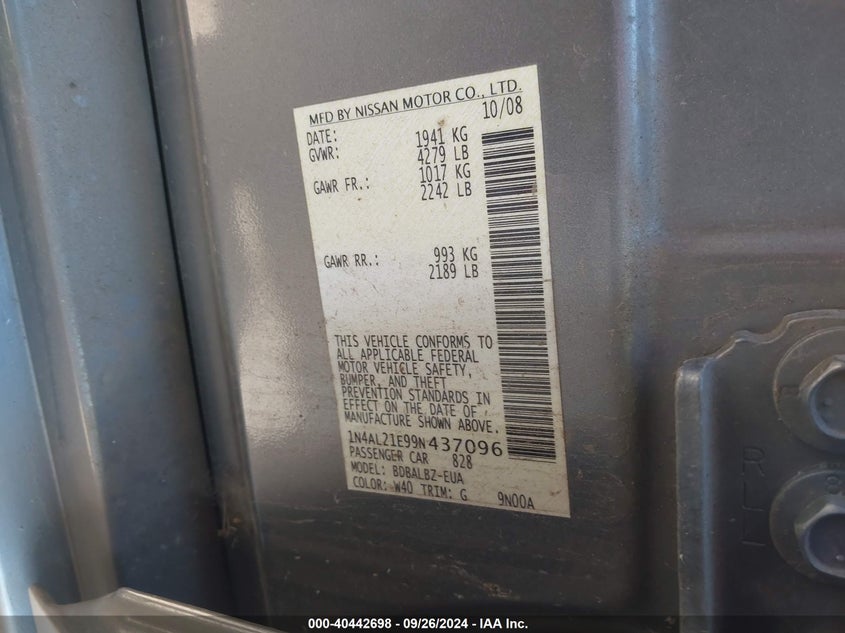 MFD BY NISSAN MOTOR CO., LTD.
10/08
DATE: 1941 KG
GVWR: 4279 LB
GAWR FR.: 1017 KG
2242 LB
GAWR RR.: 993 KG
2189 LB
THIS VEHICLE CONFORMS TO
ALL APPLICABLE FEDERAL
MOTOR VEHICLE SAFETY,
BUMPER, AND THEFT
PREVENTION STANDARDS IN
EFFECT ON THE DATE OF
MANUFACTURE SHOWN ABOVE.
1N4AL21E99N437096
PASSENGER CAR 828
MODEL: BDBALBZ-EUA
COLOR: W40 TRIM: G 9N00A
RLL
000-40442698 - 09/26/2024 - IAA Inc.